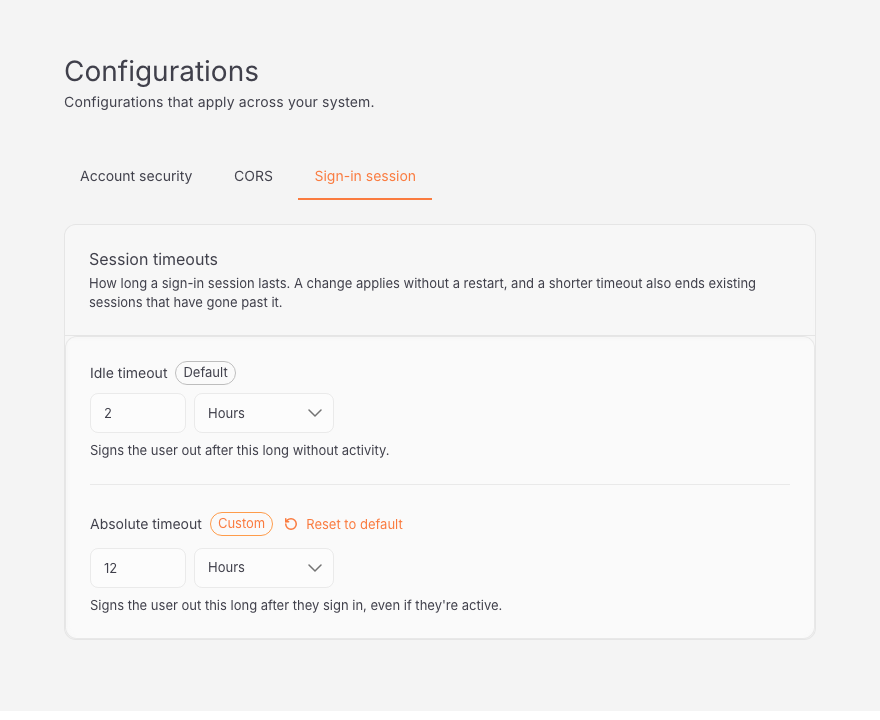 Configurations
Configurations that apply across your system.
Account security
CORS
Sign-in session
Session timeouts
How long a sign-in session lasts. A change applies without a restart, and a shorter timeout also ends existing
sessions that have gone past it.
Idle timeout
Default
2
Hours
Signs the user out after this long without activity.
Absolute timeout
Custom
Reset to default
12
Hours
Signs the user out this long after they sign in, even if they're active.